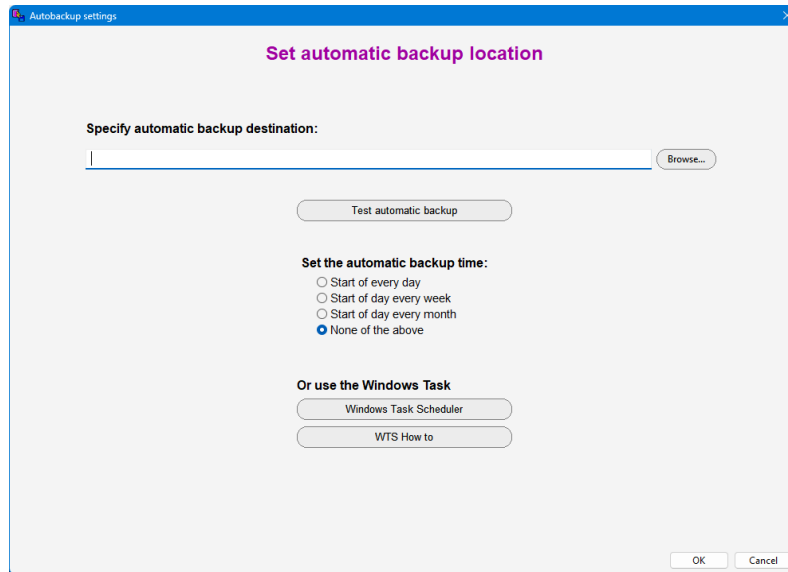 Autobackup settings
Set automatic backup location
Specify automatic backup destination:
Browse...
Test automatic backup
Set the automatic backup time:
Start of every day
Start of day every week
Start of day every month
None of the above
Or use the Windows Task
Windows Task Scheduler
WTS How to
OK
Cancel